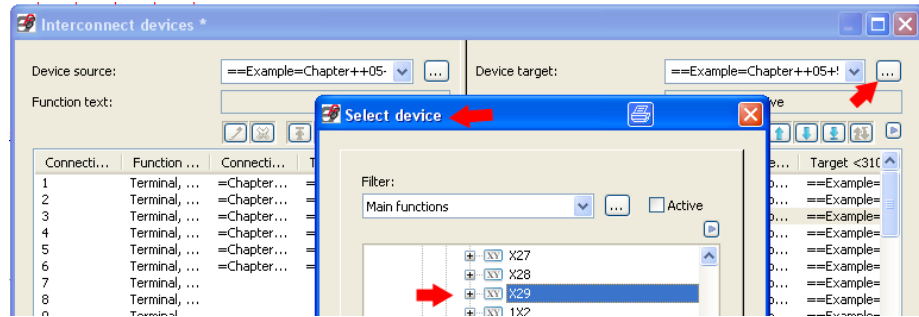 Interconnect devices *
Device source: ==Example=Chapter++05- ... Device target: ==Example=Chapter++05+! ...
Function text:
Select device
Connecti... Function ... Connecti... Target <31(
1 Terminal, ... =Chapter... ==Example=
2 Terminal, ... =Chapter... ==Example=
3 Terminal, ... =Chapter... ==Example=
4 Terminal, ... =Chapter... ==Example=
5 Terminal, ... =Chapter... ==Example=
6 Terminal, ... =Chapter... ==Example=
7 Terminal, ... ==Example=
8 Terminal, ... ==Example=
Filter:
Main functions ... Active
X27
X28
X29
1X2